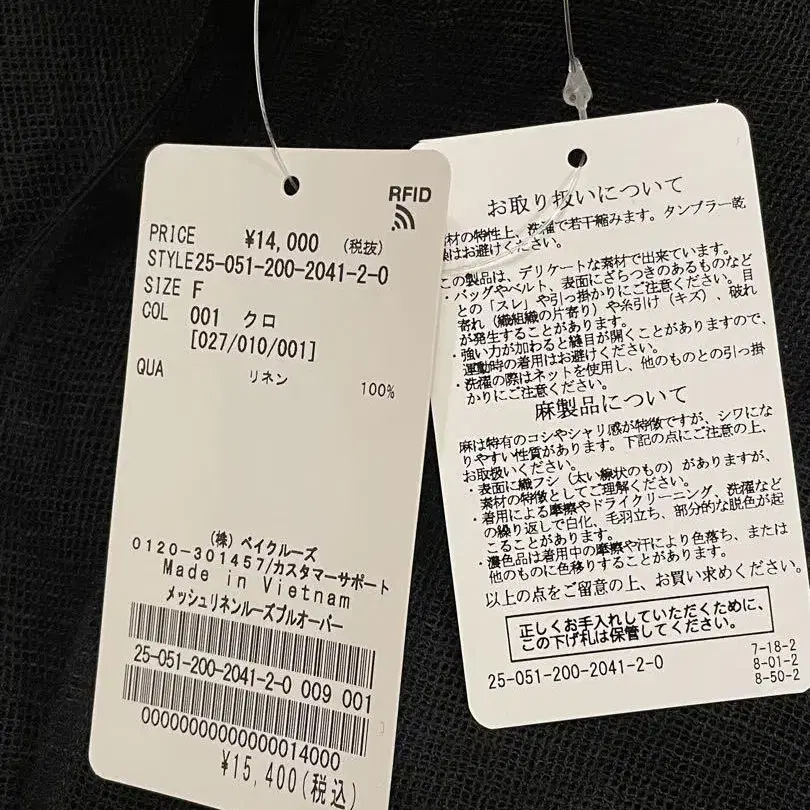 RFID
PRICE ¥14,000 (税抜)
STYLE25-051-200-2041-2-0
SIZE F
COL 001 クロ
[027/010/001]
QUA リネン 100%
(株)ベイクルーズ
0120-301457/カスタマーサポート
Made in Vietnam
メッシュリネンルーズプルオーバー
25-051-200-2041-2-0 009 001
00000000000000014000
¥15,400(税込)
お取り扱いについて
素材の特性上、洗濯で若干縮みます。タンブラー乾
燥はお避けください。
この製品は、デリケートな素材で出来ています。
・バッグやベルト、表面にざらつきのあるものなど
との「スレ」や引っ掛かりにご注意ください。目
寄れ(織組織の片寄り)や糸引け(キズ)、破れ
が発生することがあります。
・強い力が加わると縫目が開くことがありますので、
運動時の着用はお避けください。
・洗濯の際はネットを使用し、他のものとの引っ掛
かりにご注意ください。
麻製品について
麻は特有のコシやシャリ感が特徴ですが、シワにな
りやすい性質があります。下記の点にご注意の上、
お取扱いください。
・表面に織フシ(太い線状のもの)がありますが、
素材の特徴としてご理解ください。
・着用による摩擦やドライクリーニング、洗濯など
の繰り返しで白化、毛羽立ち、部分的な脱色が起
こることがあります。
・濃色品は着用中の摩擦や汗により色落ち、または
他のものに色移りすることがあります。
以上の点をご留意の上、お買い求めください。
正しくお手入れしていただくために、
この下げ札は保管してください。
25-051-200-2041-2-0
7-18-2
8-01-2
8-50-2